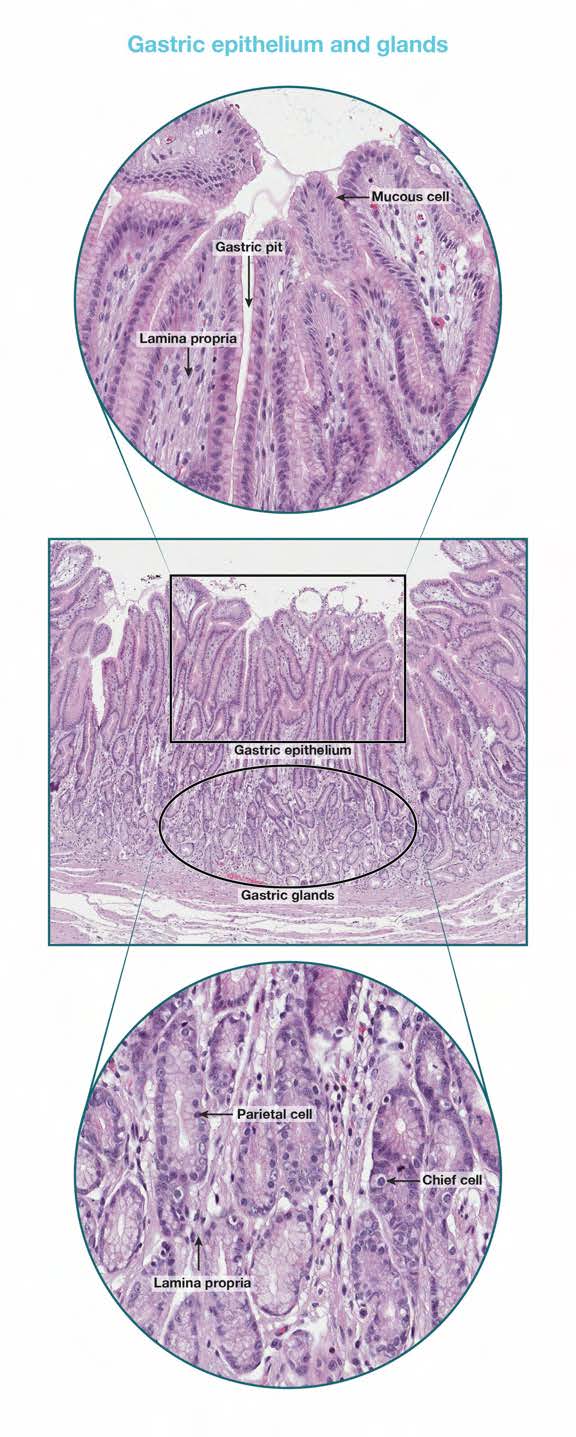 Gastric epithelium and glands
Mucous cell
Gastric pit
Lamina propria
Gastric epithelium
Gastric glands
Parietal cell
Chief cell
Lamina propria